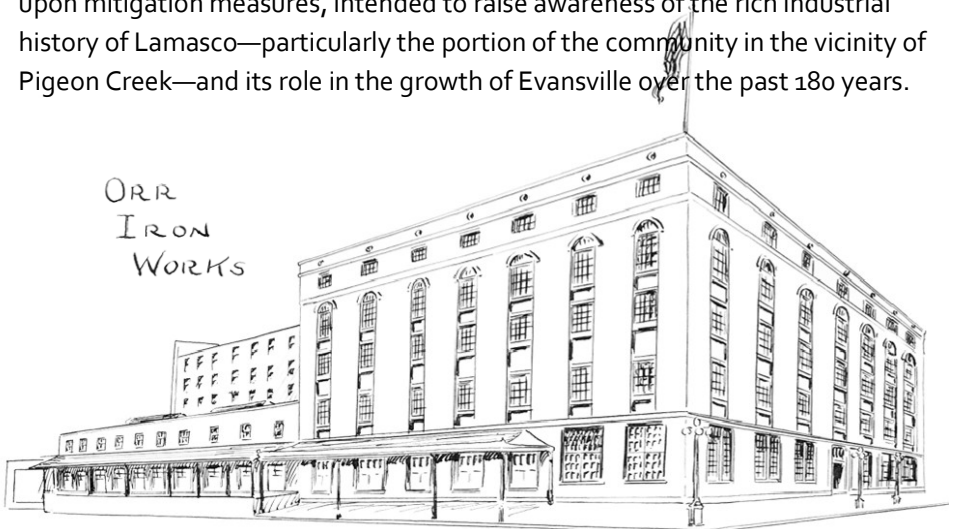 upon mitigation measures, intended to raise awareness of the rich industrial
history of Lamasco—particularly the portion of the community in the vicinity of
Pigeon Creek—and its role in the growth of Evansville over the past 180 years.
ORR
IRON
WORKS